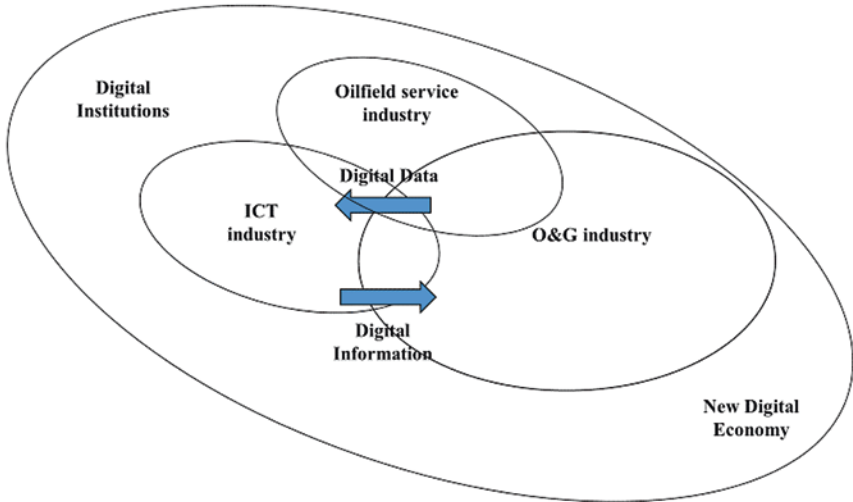 Digital
Institutions
Oilfield service
industry
Digital Data
ICT
industry
O&G industry
Digital
Information
New Digital
Economy